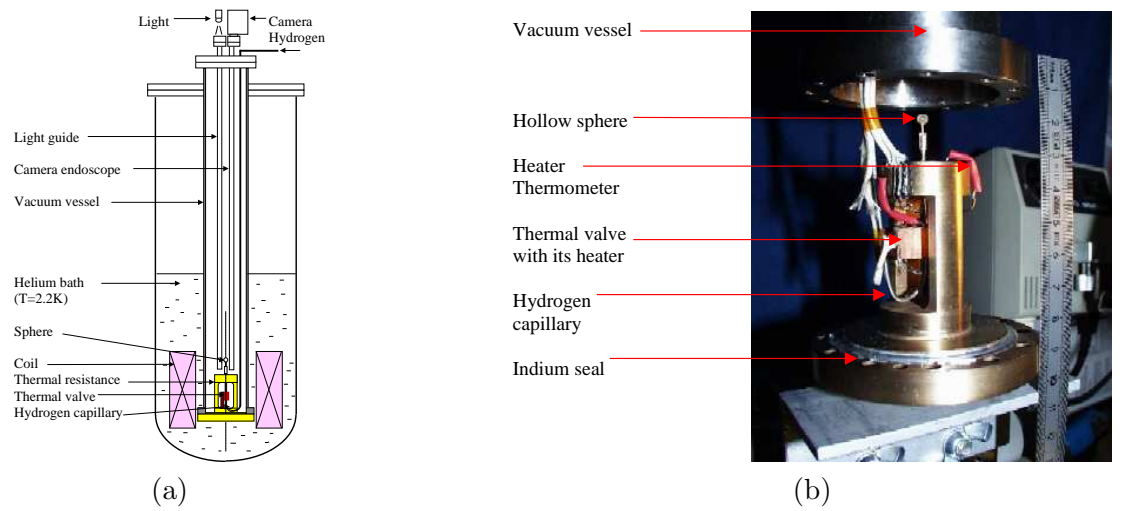 Light
Camera
Hydrogen
Light guide
Camera endoscope
Vacuum vessel
Helium bath
(T=2.2K)
Sphere
Coil
Thermal resistance
Thermal valve
Hydrogen capillary
(a)
Vacuum vessel
Hollow sphere
Heater
Thermometer
Thermal valve
with its heater
Hydrogen
capillary
Indium seal
(b)